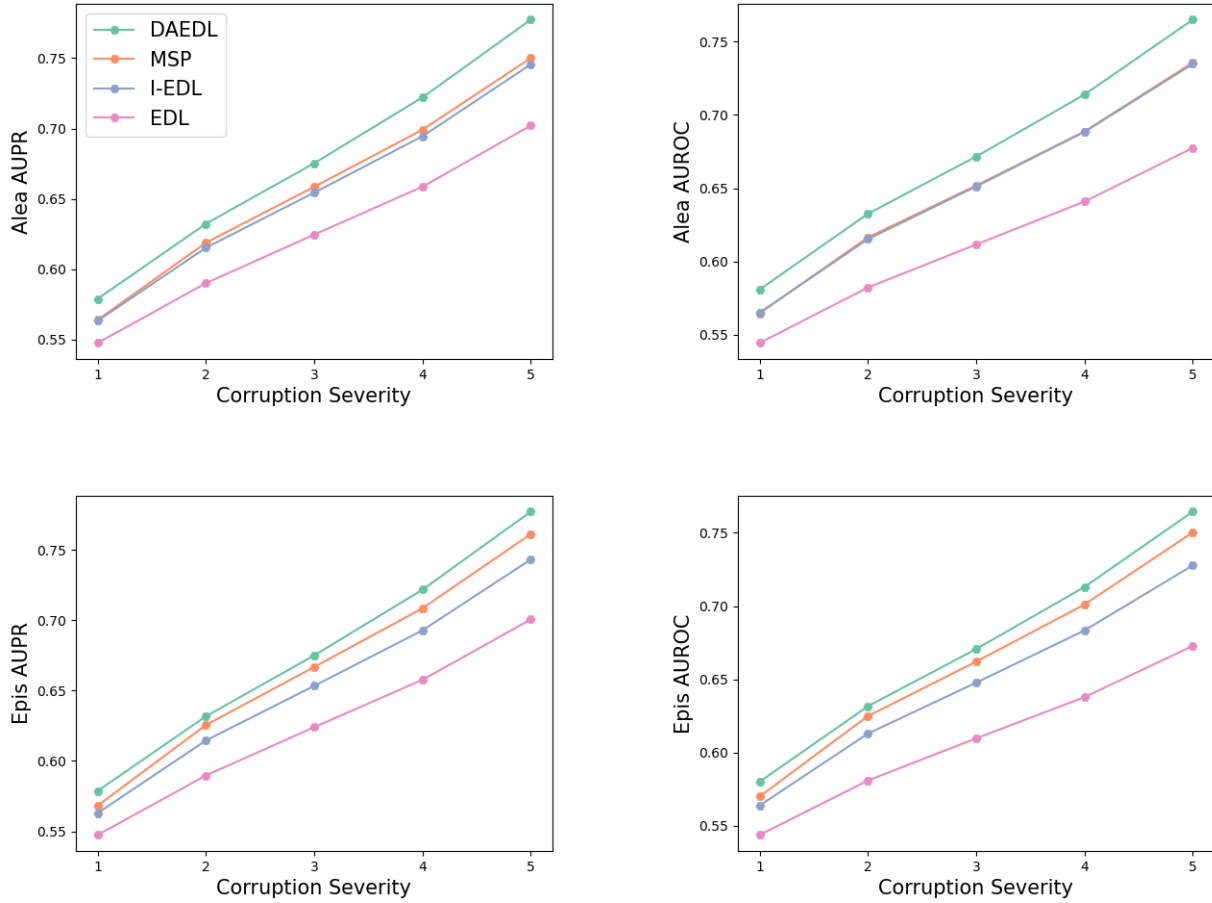 DAEDL
MSP
I-EDL
EDL
Alea AUPR
0.75
0.70
0.65
0.60
0.55
1 2 3 4 5
Corruption Severity
Alea AUROC
0.75
0.70
0.65
0.60
0.55
1 2 3 4 5
Corruption Severity
Epis AUPR
0.75
0.70
0.65
0.60
0.55
1 2 3 4 5
Corruption Severity
Epis AUROC
0.75
0.70
0.65
0.60
0.55
1 2 3 4 5
Corruption Severity